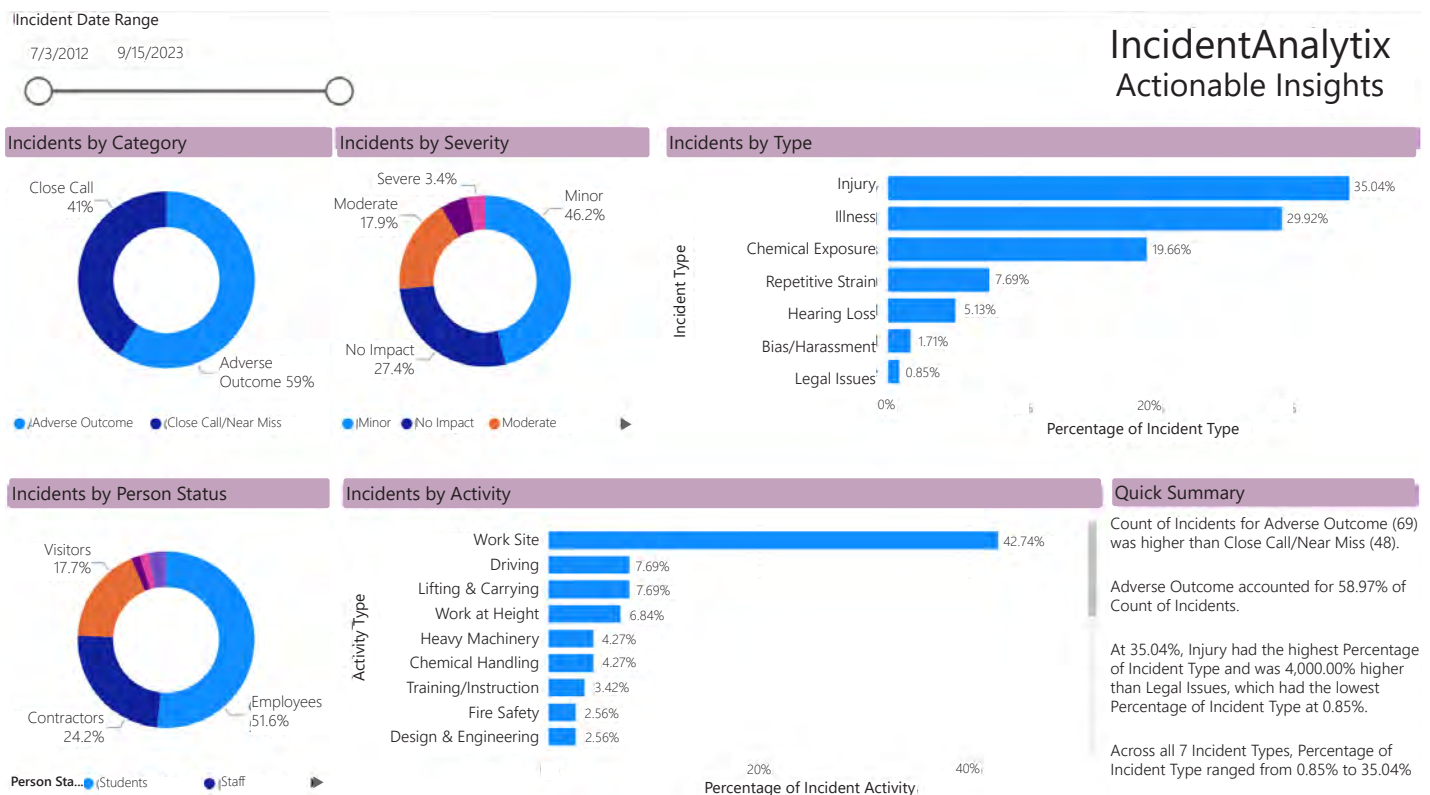 Incident Date Range
7/3/2012 9/15/2023
IncidentAnalytix
Actionable Insights
Incidents by Category
Close Call
41%
Adverse
Outcome 59%
Adverse Outcome
Close Call/Near Miss
Incidents by Severity
Severe 3.4%
Moderate
17.9%
Minor
46.2%
No Impact
27.4%
Minor
No Impact
Moderate
Incidents by Type
Incident Type
Injury 35.04%
Illness 29.92%
Chemical Exposure 19.66%
Repetitive Strain 7.69%
Hearing Loss 5.13%
Bias/Harassment 1.71%
Legal Issues 0.85%
0% 20%
Percentage of Incident Type
Incidents by Person Status
Visitors
17.7%
Employees
51.6%
Contractors
24.2%
Person Sta... Students Staff
Incidents by Activity
Activity Type
Work Site 42.74%
Driving 7.69%
Lifting & Carrying 7.69%
Work at Height 6.84%
Heavy Machinery 4.27%
Chemical Handling 4.27%
Training/Instruction 3.42%
Fire Safety 2.56%
Design & Engineering 2.56%
20% 40%
Percentage of Incident Activity
Quick Summary
Count of Incidents for Adverse Outcome (69)
was higher than Close Call/Near Miss (48).
Adverse Outcome accounted for 58.97% of
Count of Incidents.
At 35.04%, Injury had the highest Percentage
of Incident Type and was 4,000.00% higher
than Legal Issues, which had the lowest
Percentage of Incident Type at 0.85%.
Across all 7 Incident Types, Percentage of
Incident Type ranged from 0.85% to 35.04%